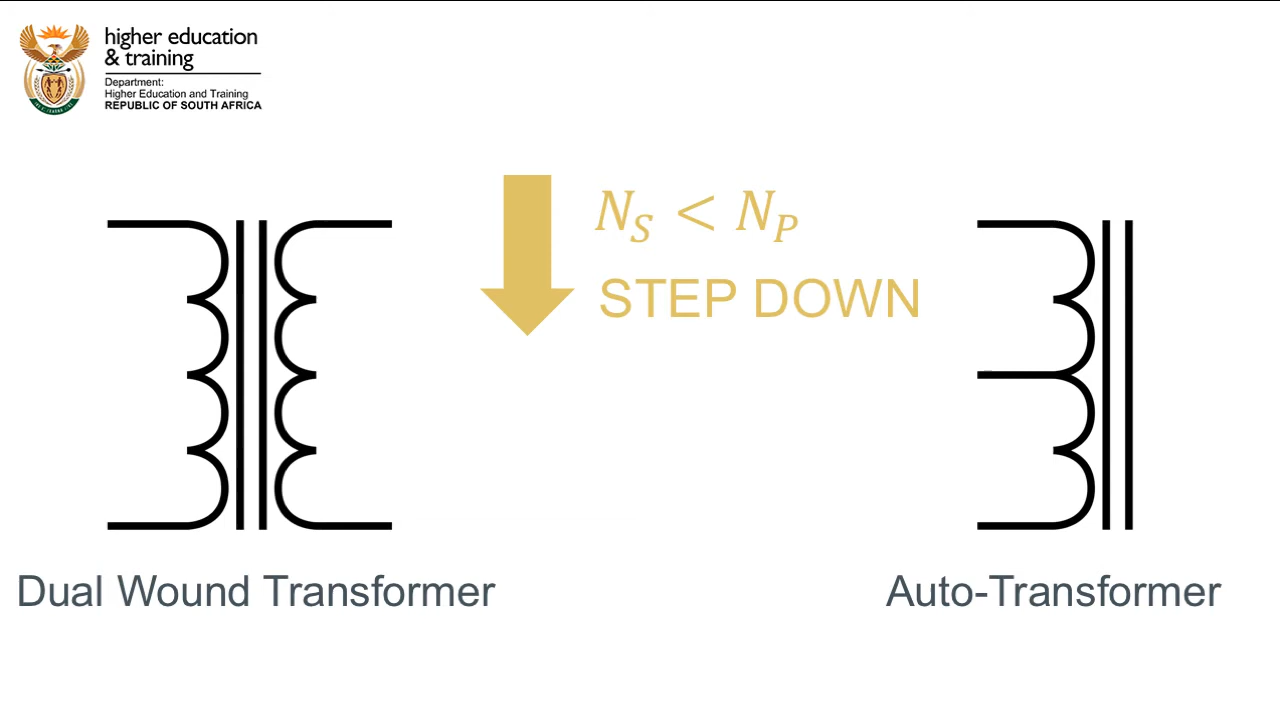 higher education
& training
Department:
Higher Education and Training
REPUBLIC OF SOUTH AFRICA
N_S < N_P
STEP DOWN
Dual Wound Transformer
Auto-Transformer